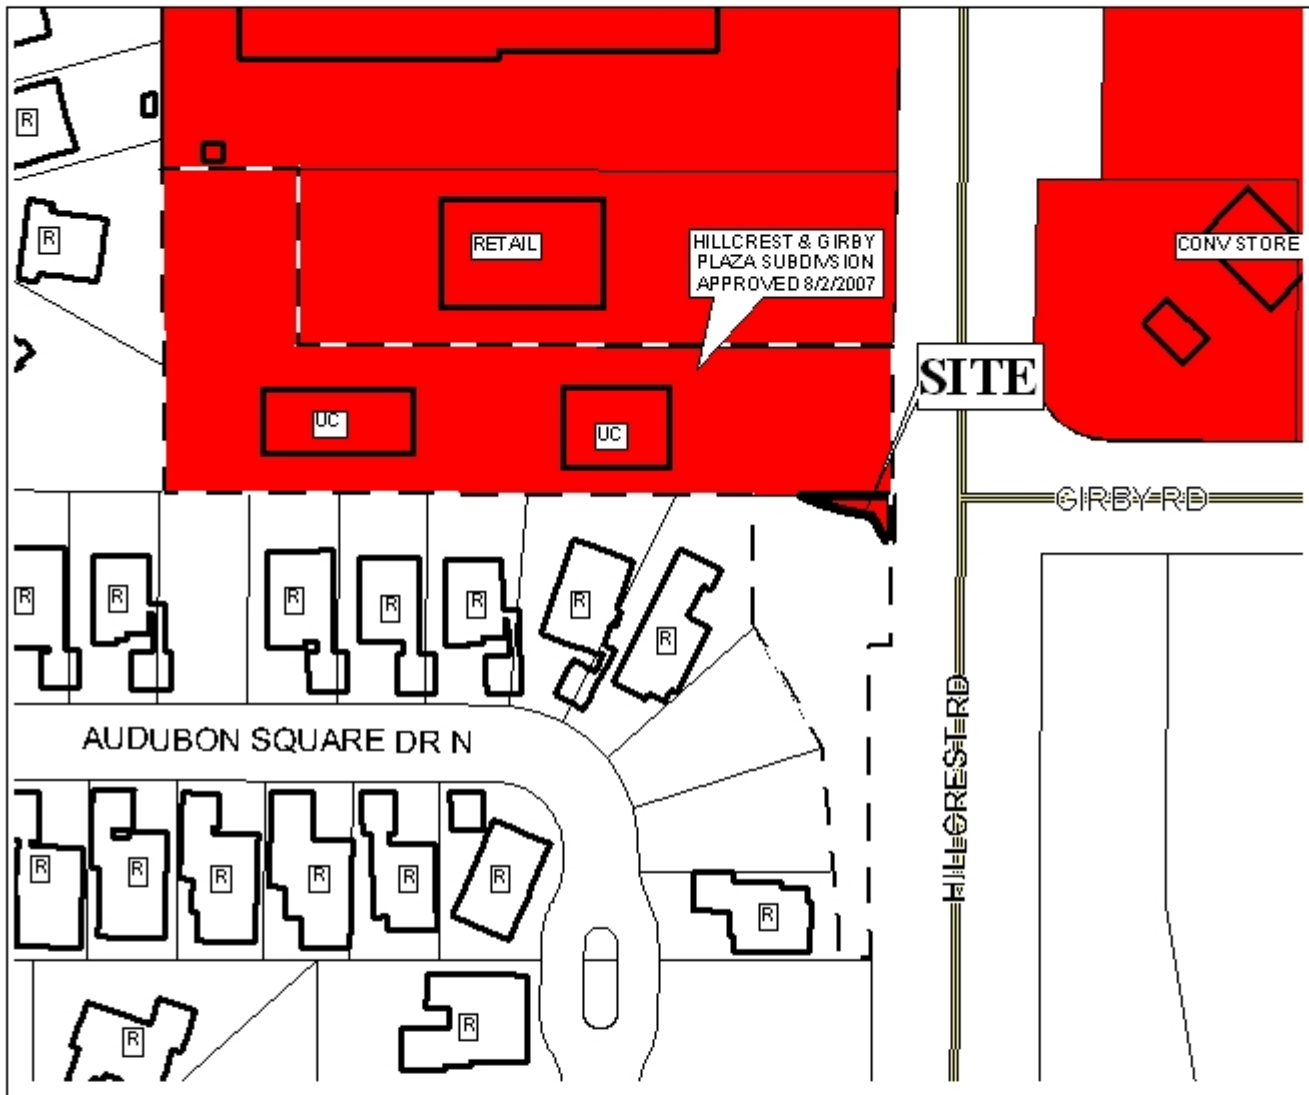 R
R
RETAIL
HILLCREST & GIRBY
PLAZA SUBDIVSION
APPROVED 8/2/2007
CONV STORE
SITE
UC
UC
GIRBY RD
R
R
R
R
R
R
R
HILLCREST RD
AUDUBON SQUARE DR N
R
R
R
R
R
R
R
R
R